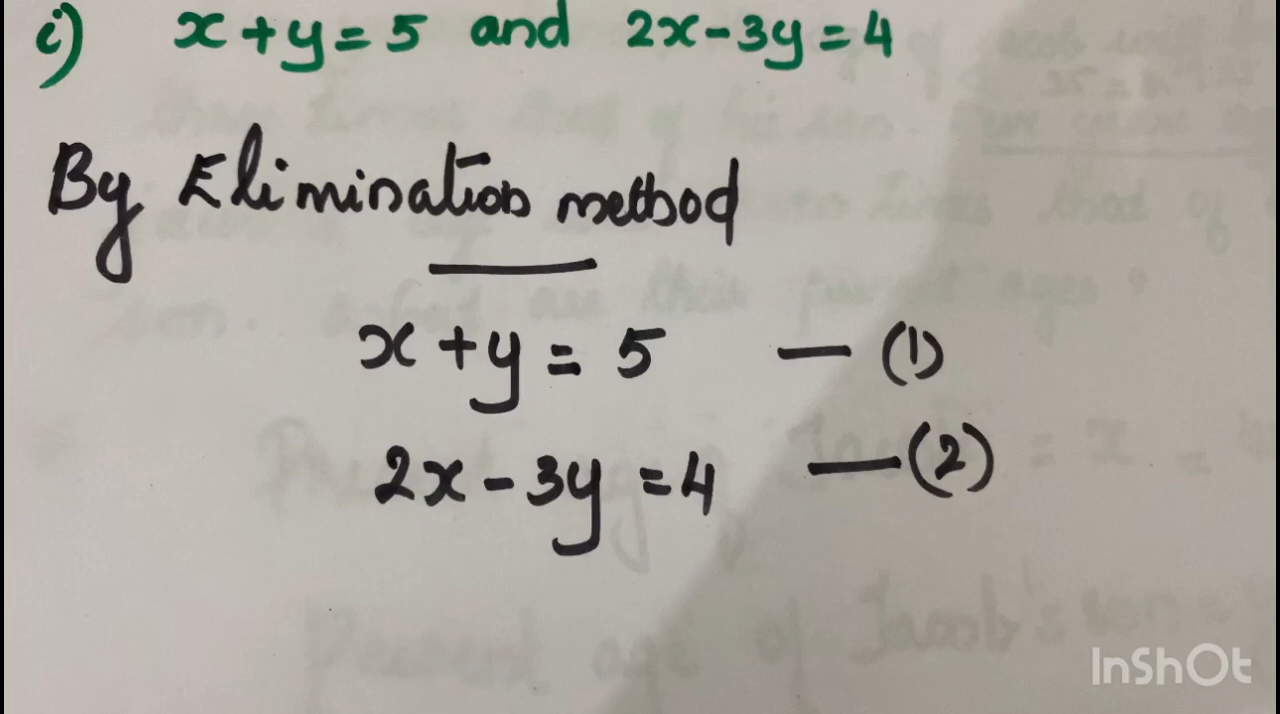 i) x+y=5 and 2x-3y=4
By Elimination method
x+y=5 —(1)
2x-3y=4 —(2)
InShOt